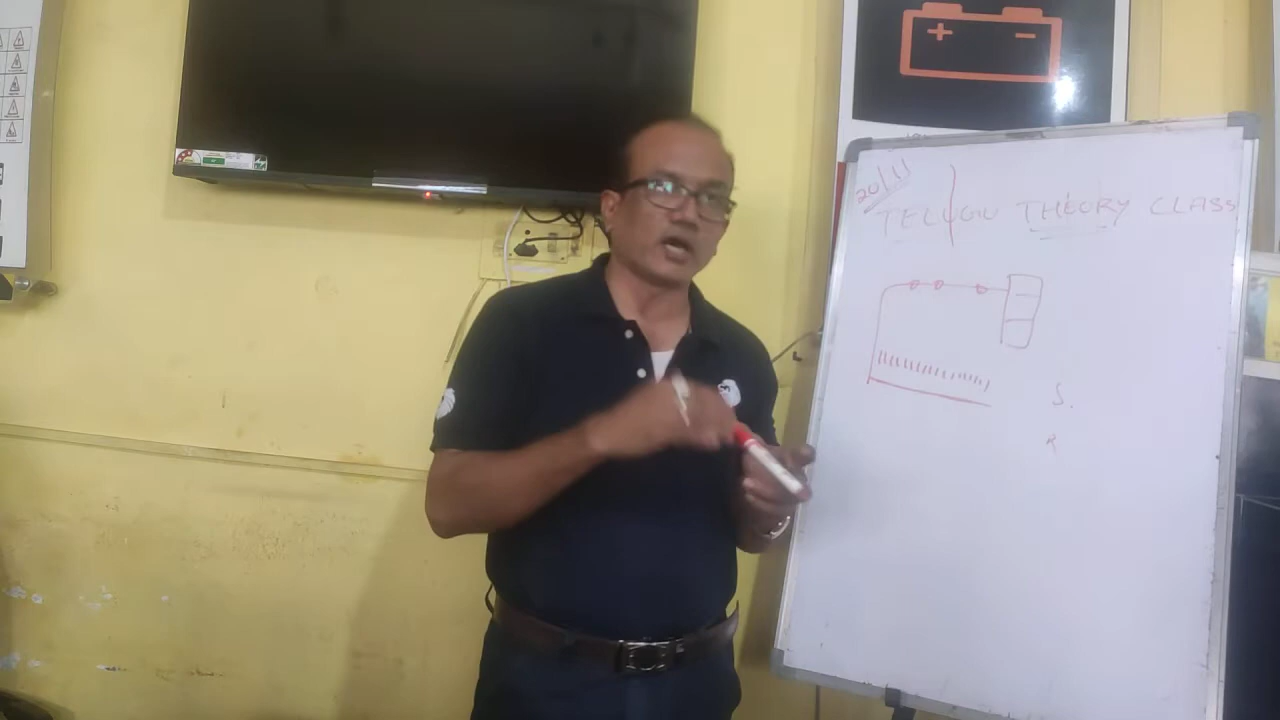 + -
20/11
TELUGU THEORY CLASS
S.
R